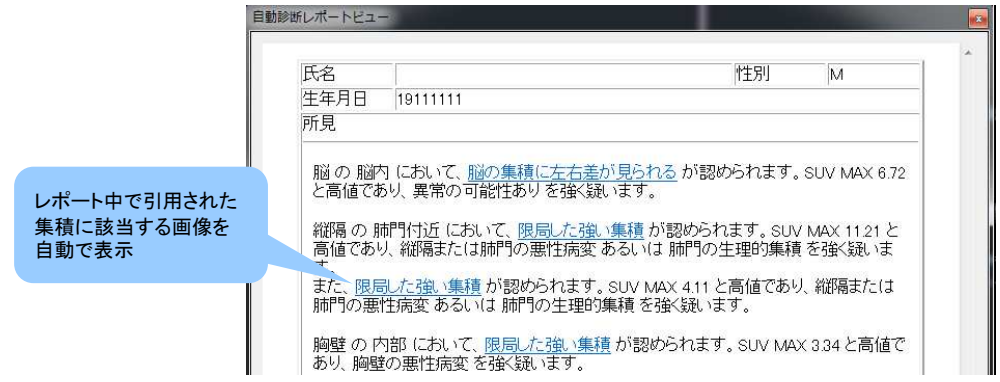 自動診断レポートビュー
氏名 性別 M
生年月日 19111111
所見
脳 の 脳内 において、脳の集積に左右差が見られる が認められます。SUV MAX 6.72
と高値であり、異常の可能性あり を強く疑います。
縦隔 の 肺門付近 において、限局した強い集積 が認められます。SUV MAX 11.21 と
高値であり、縦隔または肺門の悪性病変 あるいは 肺門の生理的集積 を強く疑いま
す。
また、限局した強い集積 が認められます。SUV MAX 4.11 と高値であり、縦隔または
肺門の悪性病変 あるいは 肺門の生理的集積 を強く疑います。
胸壁 の 内部 において、限局した強い集積 が認められます。SUV MAX 3.34 と高値で
あり、胸壁の悪性病変 を強く疑います。
レポート中で引用された
集積に該当する画像を
自動で表示